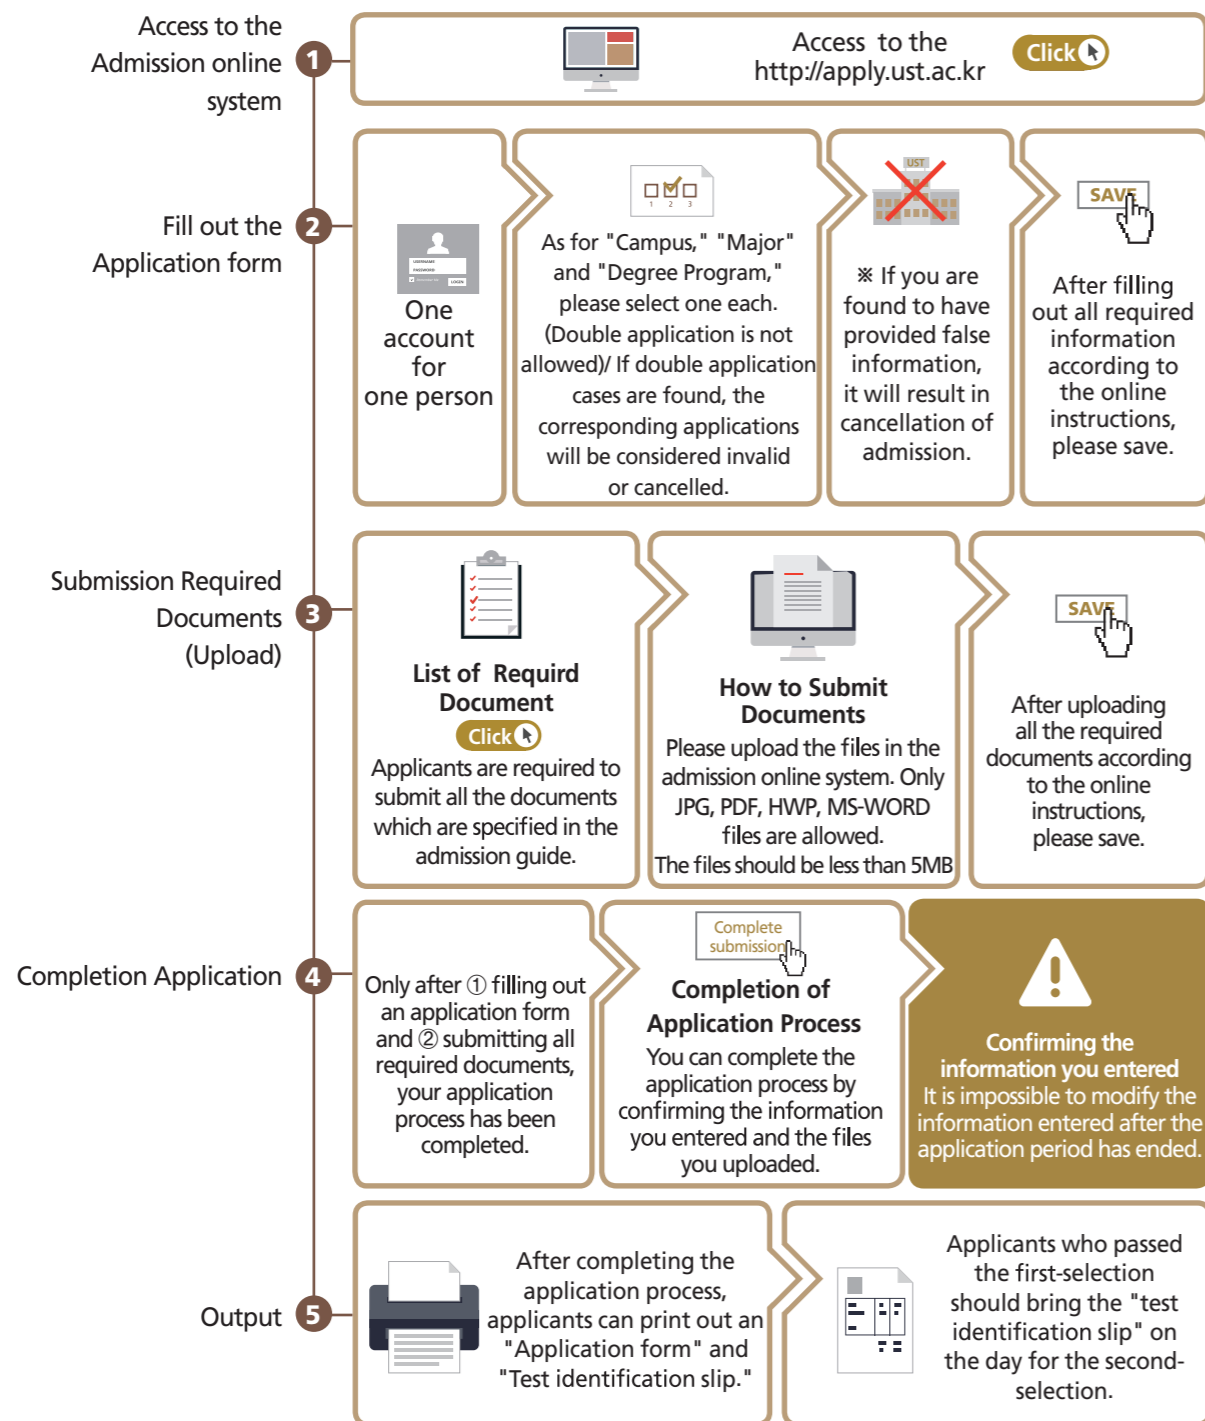 Access to the
Admission online
system
1
Access to the
http://apply.ust.ac.kr
Click
Fill out the
Application form
2
USERNAME
PASSWORD
LOGIN
One
account
for
one person
1 2 3
As for "Campus," "Major"
and "Degree Program,"
please select one each.
(Double application is not
allowed)/ If double application
cases are found, the
corresponding applications
will be considered invalid
or cancelled.
UST
※ If you are
found to have
provided false
information,
it will result in
cancellation of
admission.
SAVE
After filling
out all required
information
according to
the online
instructions,
please save.
Submission Required
Documents
(Upload)
3
List of Requird
Document
Click
Applicants are required to
submit all the documents
which are specified in the
admission guide.
How to Submit
Documents
Please upload the files in the
admission online system. Only
JPG, PDF, HWP, MS-WORD
files are allowed.
The files should be less than 5MB
SAVE
After uploading
all the required
documents according
to the online
instructions,
please save.
Completion Application
4
Only after ① filling out
an application form
and ② submitting all
required documents,
your application
process has been
completed.
Complete
submission
Completion of
Application Process
You can complete the
application process by
confirming the information
you entered and the files
you uploaded.
Confirming the
information you entered
It is impossible to modify the
information entered after the
application period has ended.
Output
5
After completing the
application process,
applicants can print out an
"Application form" and
"Test identification slip."
Applicants who passed
the first-selection
should bring the "test
identification slip" on
the day for the second-
selection.